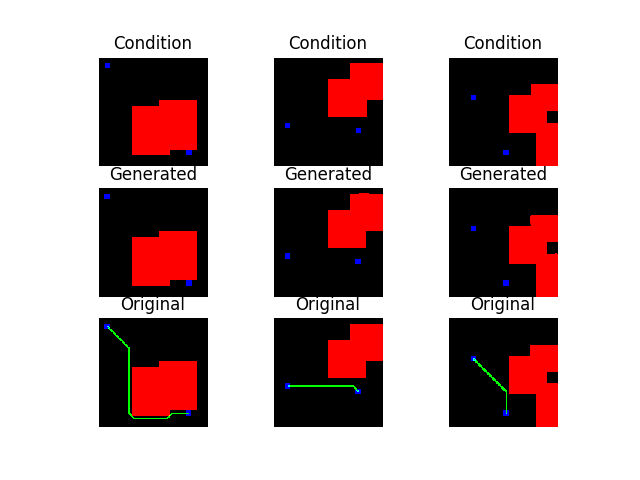 Condition Condition Condition
Generated Generated Generated
Original Original Original